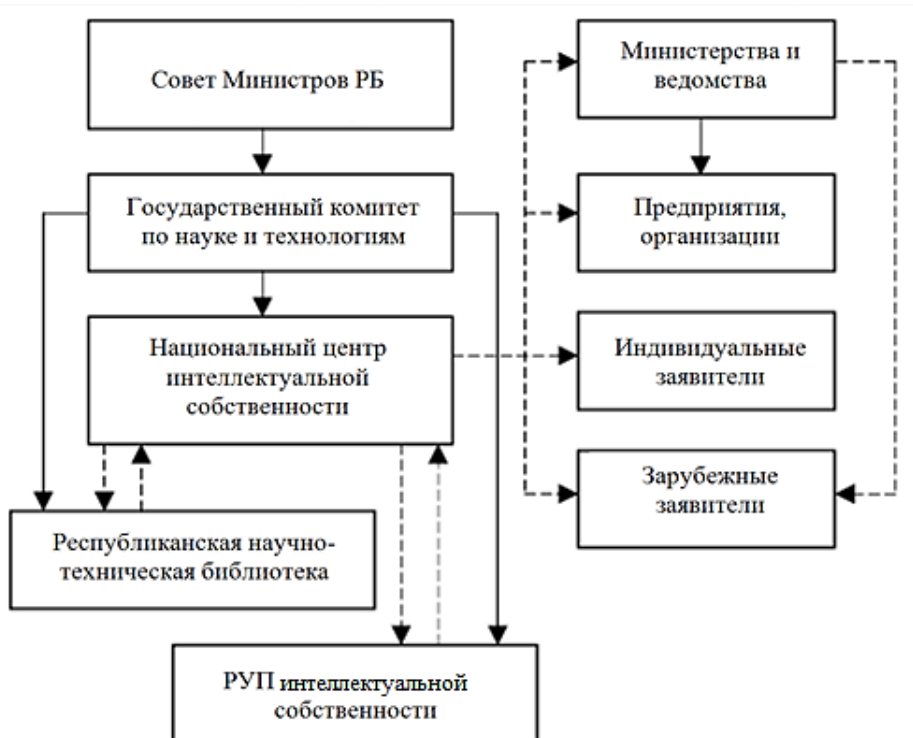 Совет Министров РБ
Государственный комитет
по науке и технологиям
Национальный центр
интеллектуальной
собственности
Республиканская научно-
техническая библиотека
РУП интеллектуальной
собственности
Министерства и
ведомства
Предприятия,
организации
Индивидуальные
заявители
Зарубежные
заявители